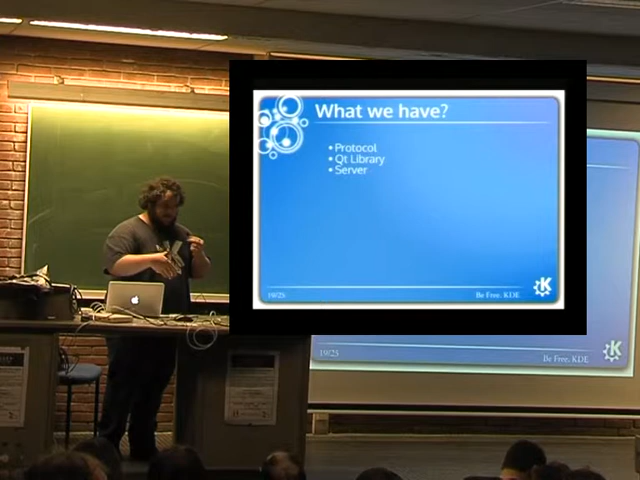 What we have?
• Protocol
• Qt Library
• Server
19/25
Be Free. KDE
K
19/25
Be Free. KDE
K
K